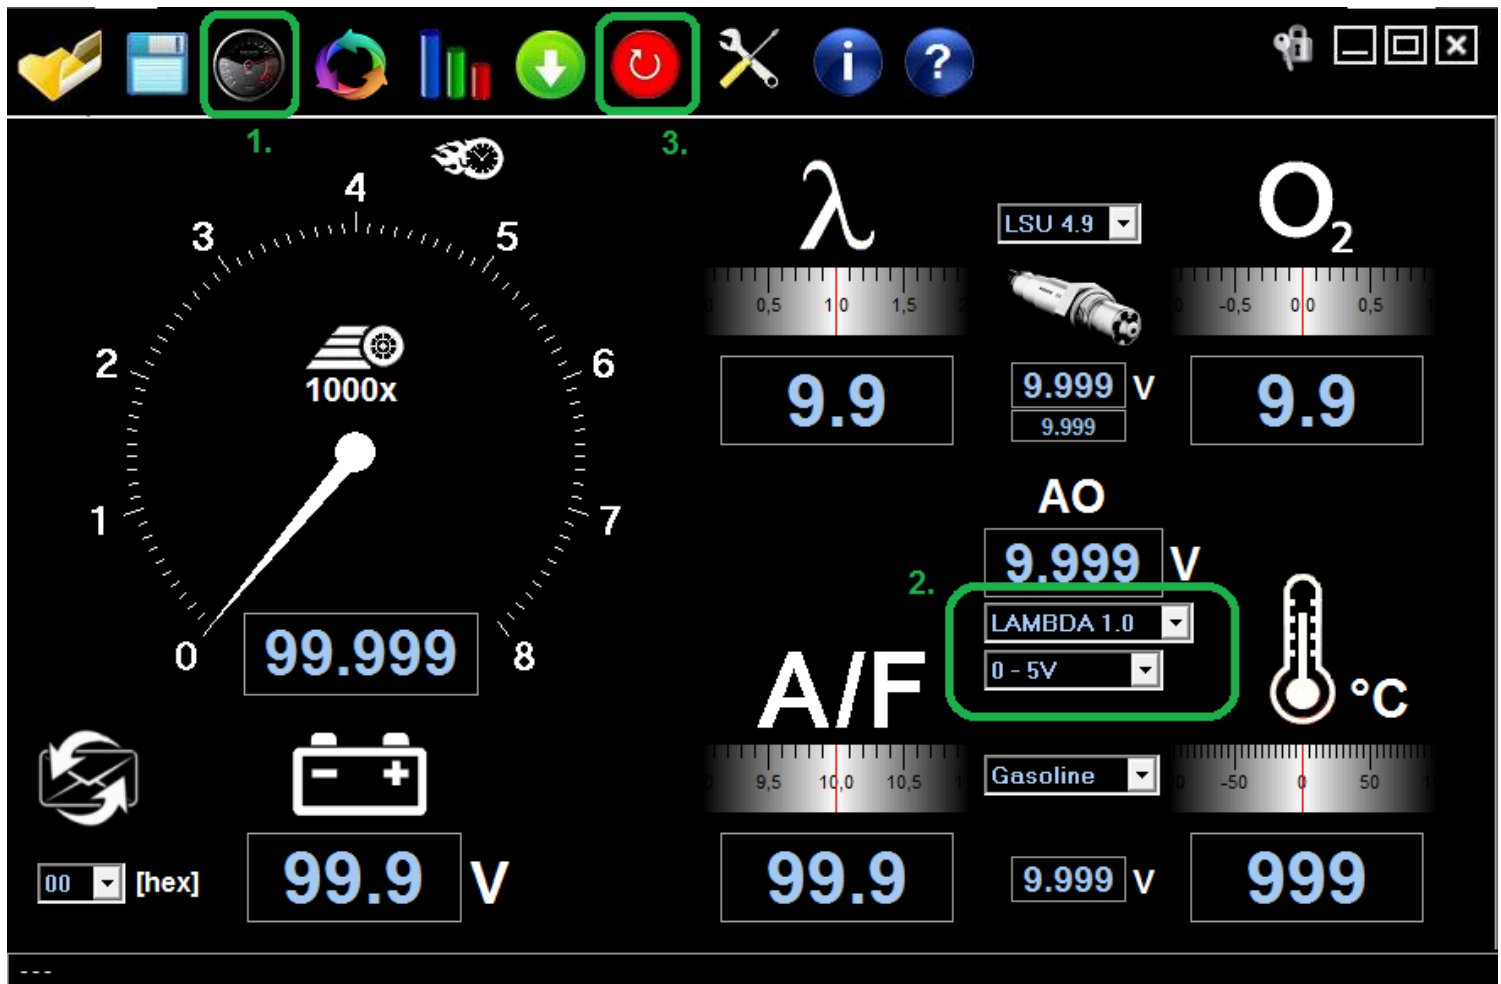 i ?
1. 3.
4
3 5
2 6
1000x
1 7
0 8
99.999
λ LSU 4.9 O2
0,5 1,0 1,5 2
0 -0,5 0,0 0,5
9.9 9.999 V 9.9
9.999
AO
9.999 V
2.
LAMBDA 1.0
0 - 5V
A/F °C
- +
9,5 10,0 10,5
Gasoline
-50 0 50
00 [hex] 99.9 V 99.9 9.999 V 999
---